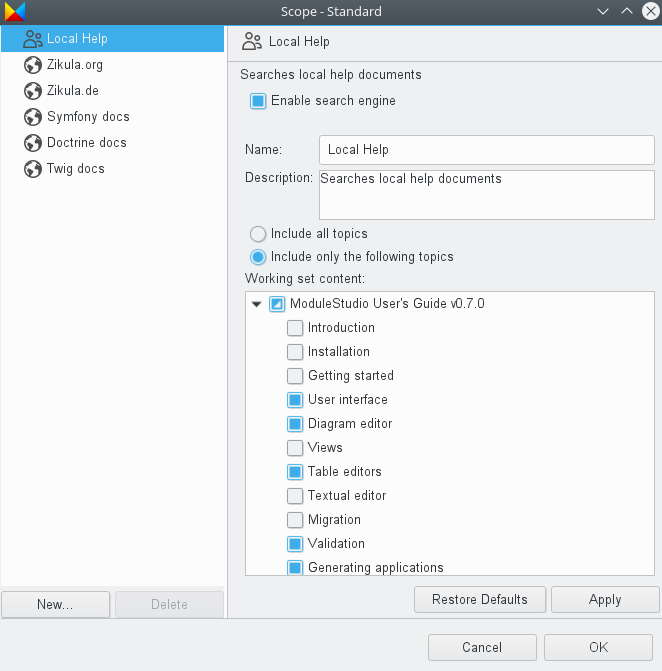 Scope - Standard
Local Help
Zikula.org
Zikula.de
Symfony docs
Doctrine docs
Twig docs
New...
Delete
Local Help
Searches local help documents
Enable search engine
Name: Local Help
Description: Searches local help documents
Include all topics
Include only the following topics
Working set content:
ModuleStudio User's Guide v0.7.0
Introduction
Installation
Getting started
User interface
Diagram editor
Views
Table editors
Textual editor
Migration
Validation
Generating applications
Restore Defaults
Apply
Cancel
OK